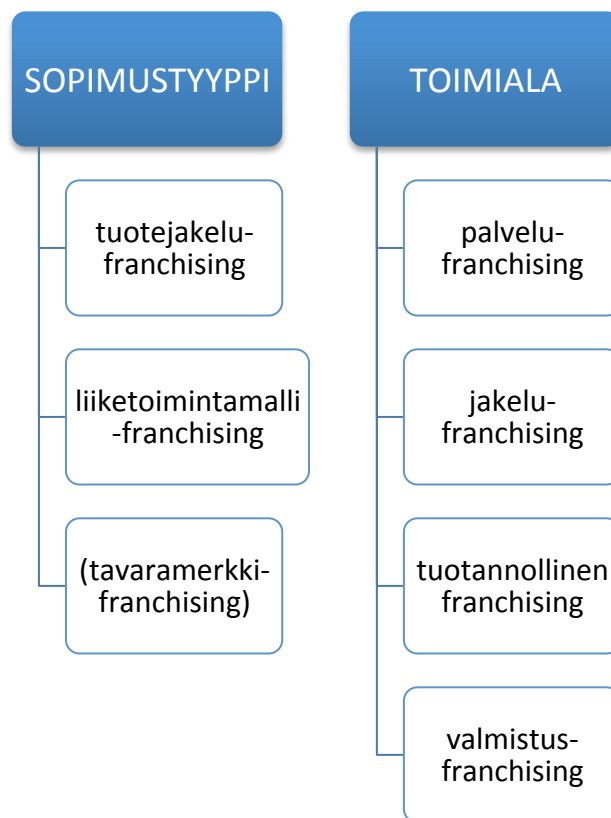 SOPIMUSTYYPPI
tuotejakelu-
franchising
liiketoimintamalli
-franchising
(tavaramerkki-
franchising)
TOIMIALA
palvelu-
franchising
jakelu-
franchising
tuotannollinen
franchising
valmistus-
franchising